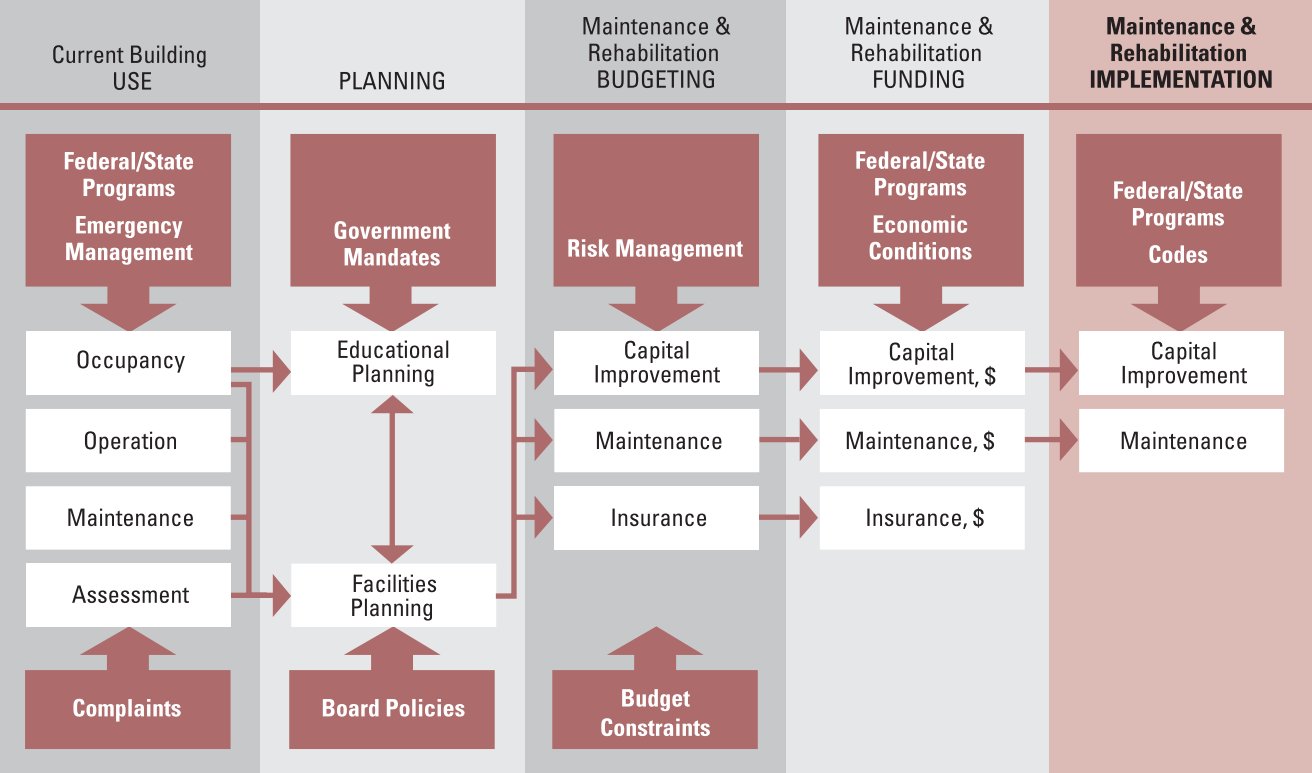 Current Building
USE
PLANNING
Maintenance &
Rehabilitation
BUDGETING
Maintenance &
Rehabilitation
FUNDING
Maintenance &
Rehabilitation
IMPLEMENTATION
Federal/State
Programs
Emergency
Management
Government
Mandates
Risk Management
Federal/State
Programs
Economic
Conditions
Federal/State
Programs
Codes
Occupancy
Educational
Planning
Capital
Improvement
Capital
Improvement, $
Capital
Improvement
Operation
Maintenance
Maintenance, $
Maintenance
Maintenance
Insurance
Insurance, $
Assessment
Facilities
Planning
Complaints
Board Policies
Budget
Constraints